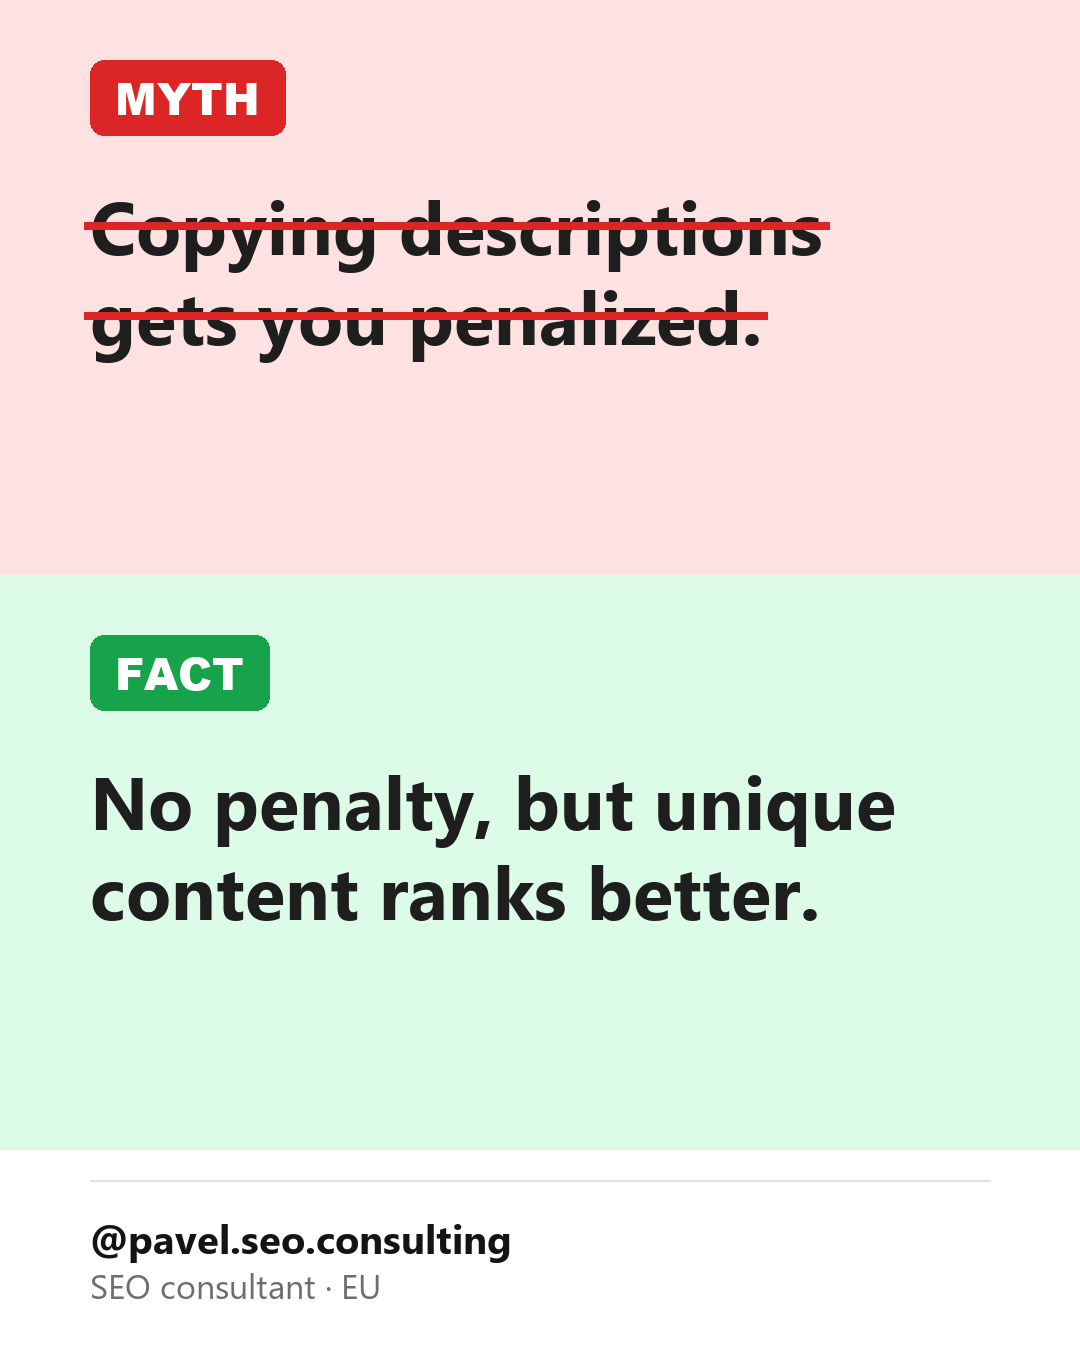 MYTH
Copying descriptions
gets you penalized.
FACT
No penalty, but unique
content ranks better.
@pavel.seo.consulting
SEO consultant · EU